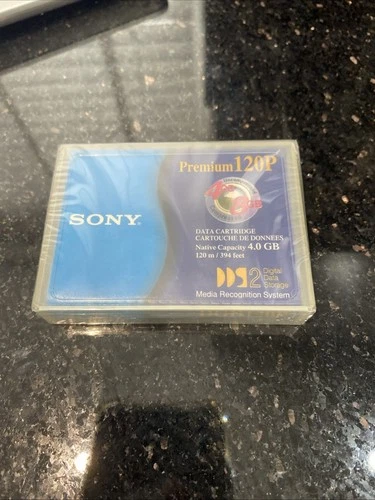 Premium 120P
SONY
DATA CARTRIDGE
CARTOUCHE DE DONNÉES
Native Capacity 4.0 GB
120 m / 394 feet
DDS2 Digital
Data
Storage
Media Recognition System